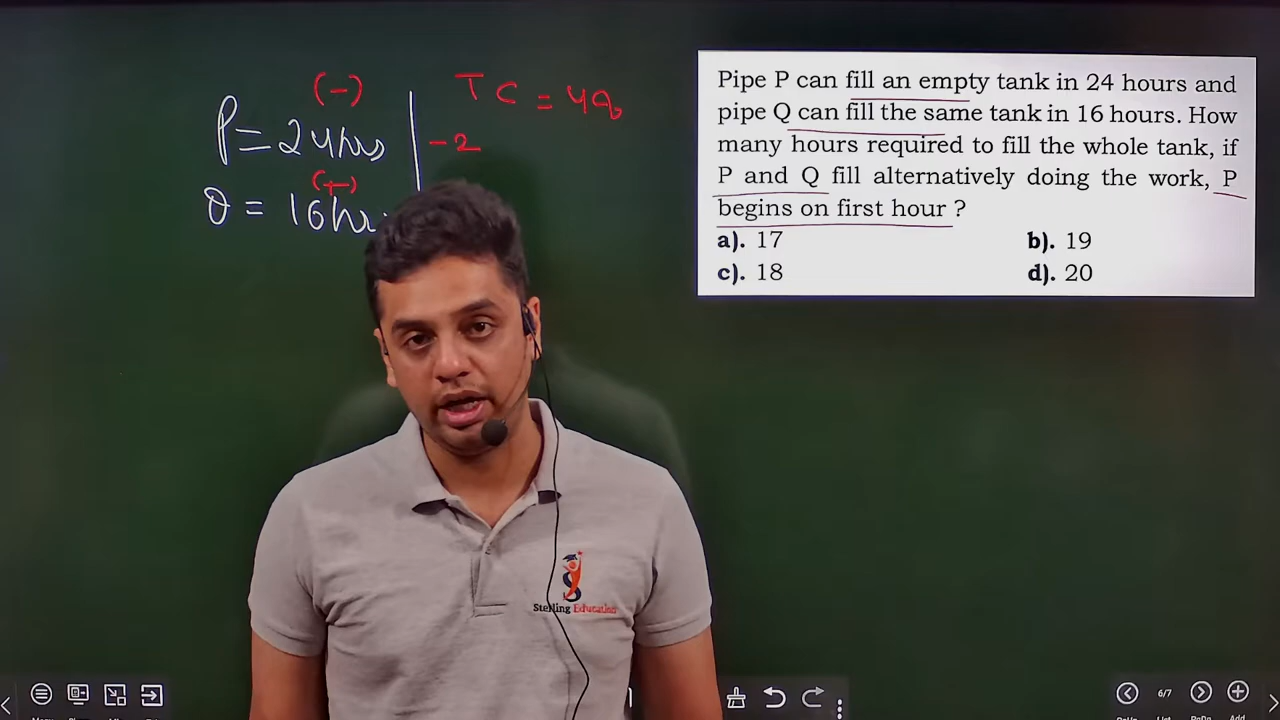 (-)
P = 24hrs
T C = 48
-2
(+)
Q = 16hr
Pipe P can fill an empty tank in 24 hours and
pipe Q can fill the same tank in 16 hours. How
many hours required to fill the whole tank, if
P and Q fill alternatively doing the work, P
begins on first hour ?
a). 17
b). 19
c). 18
d). 20
Sterling Education
6/7